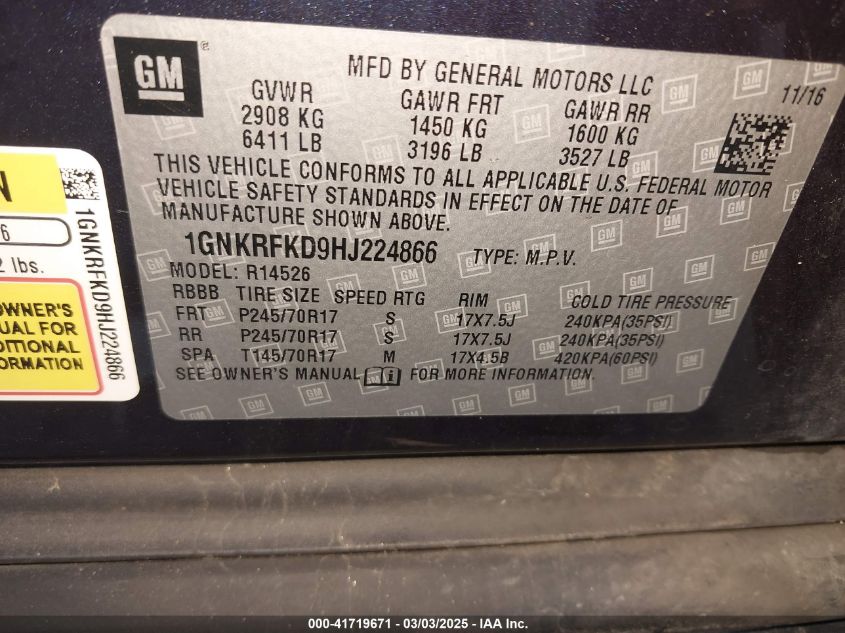 GM
®
MFD BY GENERAL MOTORS LLC
11/16
GVWR GAWR FRT GAWR RR
2908 KG 1450 KG 1600 KG
6411 LB 3196 LB 3527 LB
THIS VEHICLE CONFORMS TO ALL APPLICABLE U.S. FEDERAL MOTOR
VEHICLE SAFETY STANDARDS IN EFFECT ON THE DATE OF
MANUFACTURE SHOWN ABOVE.
1GNKRFKD9HJ224866 TYPE: M.P.V.
MODEL: R14526
RBBB TIRE SIZE SPEED RTG RIM COLD TIRE PRESSURE
FRT P245/70R17 S 17X7.5J 240KPA(35PSI)
RR P245/70R17 S 17X7.5J 240KPA(35PSI)
SPA T145/70R17 M 17X4.5B 420KPA(60PSI)
SEE OWNER'S MANUAL i FOR MORE INFORMATION.
N
6
2 lbs.
OWNER'S
UAL FOR
ITIONAL
ORMATION
1GNKRFKD9HJ224866
000-41719671 - 03/03/2025 - IAA Inc.